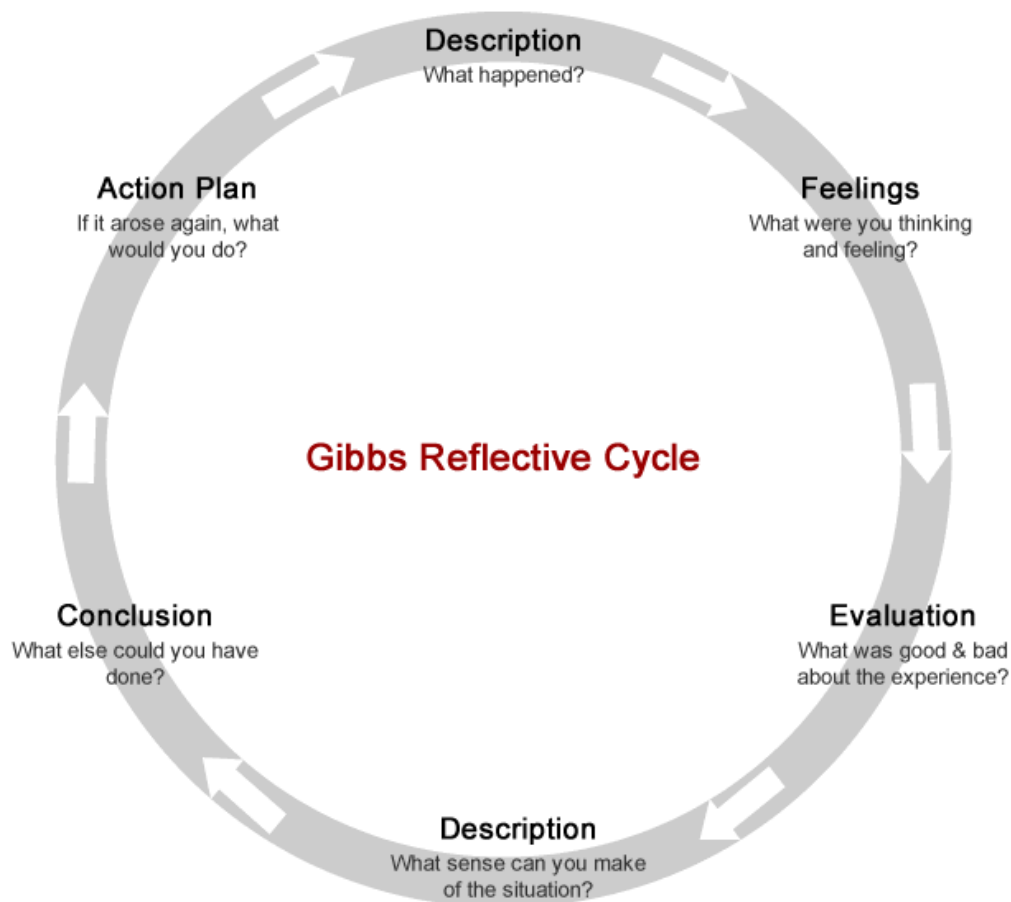 Description
What happened?
Feelings
What were you thinking
and feeling?
Evaluation
What was good & bad
about the experience?
Description
What sense can you make
of the situation?
Conclusion
What else could you have
done?
Action Plan
If it arose again, what
would you do?
Gibbs Reflective Cycle